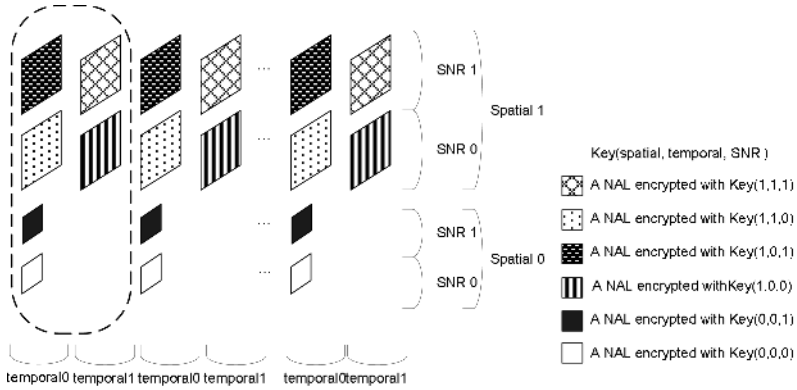 SNR 1
Spatial 1
SNR 0
SNR 1
Spatial 0
SNR 0
...
...
...
...
temporal0 temporal1 temporal0 temporal1 temporal0temporal1
Key(spatial, temporal, SNR )
A NAL encrypted with Key(1,1,1)
A NAL encrypted with Key(1,1,0)
A NAL encrypted with Key(1,0,1)
A NAL encrypted withKey(1.0.0)
A NAL encrypted with Key(0,0,1)
A NAL encrypted with Key(0,0,0)